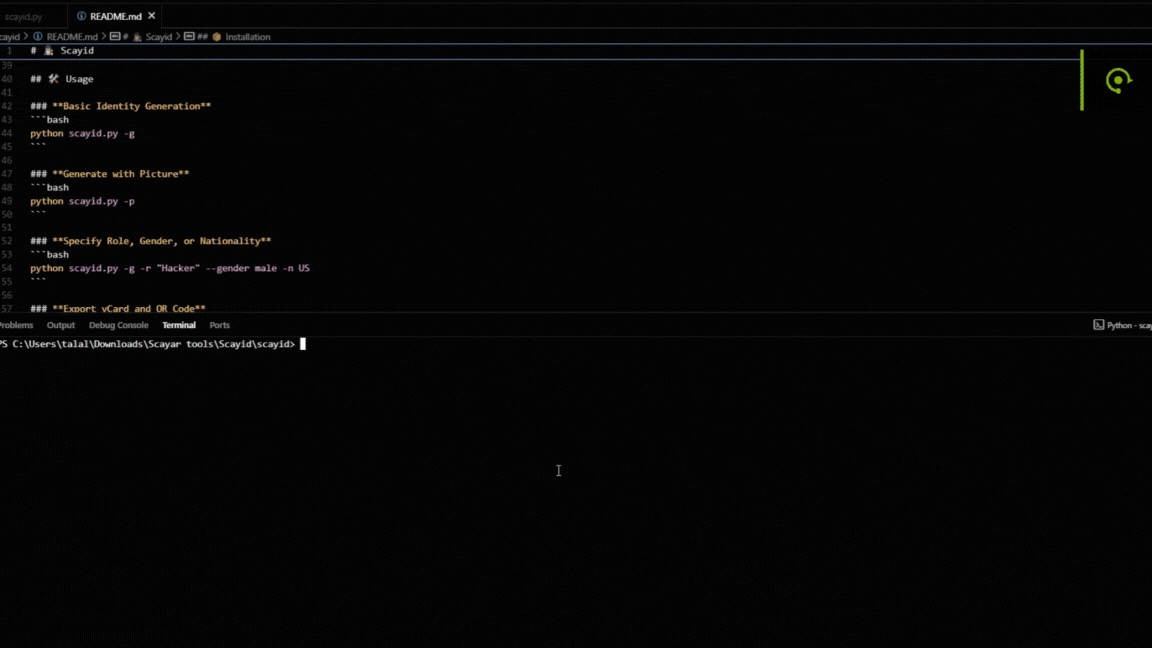 scayid.py README.md
cayid > README.md > # Scayid > ## Installation
1 # Scayid
39
40 ## Usage
41
42 ### **Basic Identity Generation**
43 ```bash
44 python scayid.py -g
45 ```
46
47 ### **Generate with Picture**
48 ```bash
49 python scayid.py -p
50 ```
51
52 ### **Specify Role, Gender, or Nationality**
53 ```bash
54 python scayid.py -g -r "Hacker" --gender male -n US
55 ```
56
57 ### **Export vCard and QR Code**
Problems Output Debug Console Terminal Ports Python - scay
PS C:\Users\talal\Downloads\Scayar tools\Scayid\scayid>